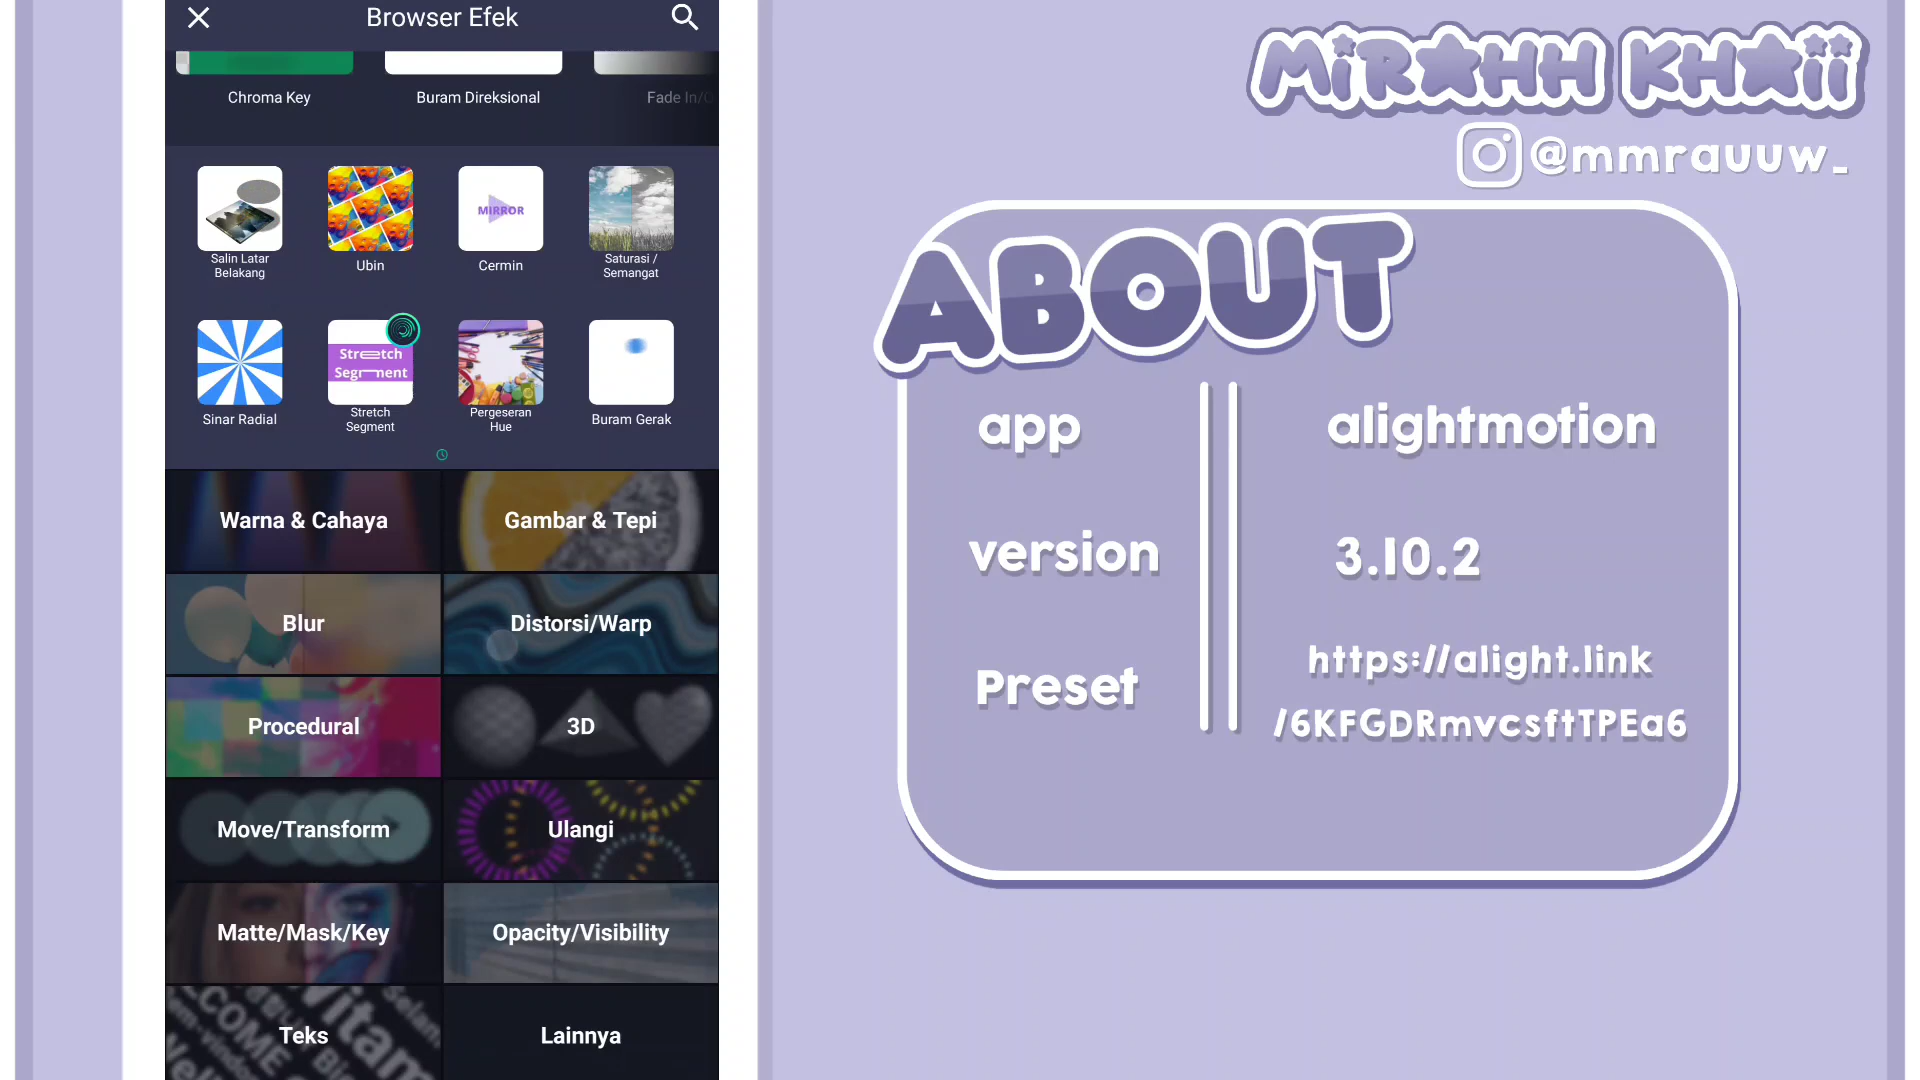 Browser Efek
Chroma Key
Buram Direksional
Fade In/O
Salin Latar
Belakang
Ubin
MIRROR
Cermin
Saturasi /
Semangat
Sinar Radial
Stretch
Segment
Stretch
Segment
Pergeseran
Hue
Buram Gerak
Warna & Cahaya
Gambar & Tepi
Blur
Distorsi/Warp
Procedural
3D
Move/Transform
Ulangi
Matte/Mask/Key
Opacity/Visibility
Teks
Lainnya
MiRAHH KHAii
@mmrauuw_
ABOUT
app
alightmotion
version
3.10.2
Preset
https://alight.link
/6KFGDRmvcsftTPEa6